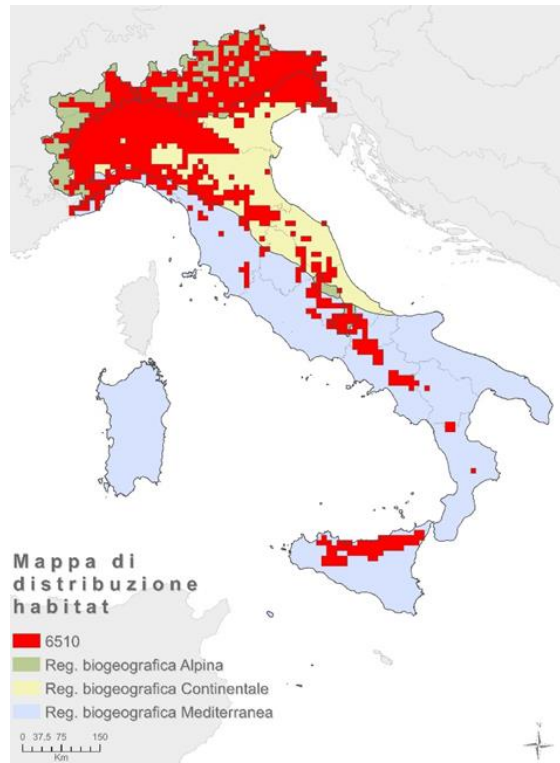 Mappa di
distribuzione
habitat
6510
Reg. biogeografica Alpina
Reg. biogeografica Continentale
Reg. biogeografica Mediterranea
0 37,5 75 150
Km